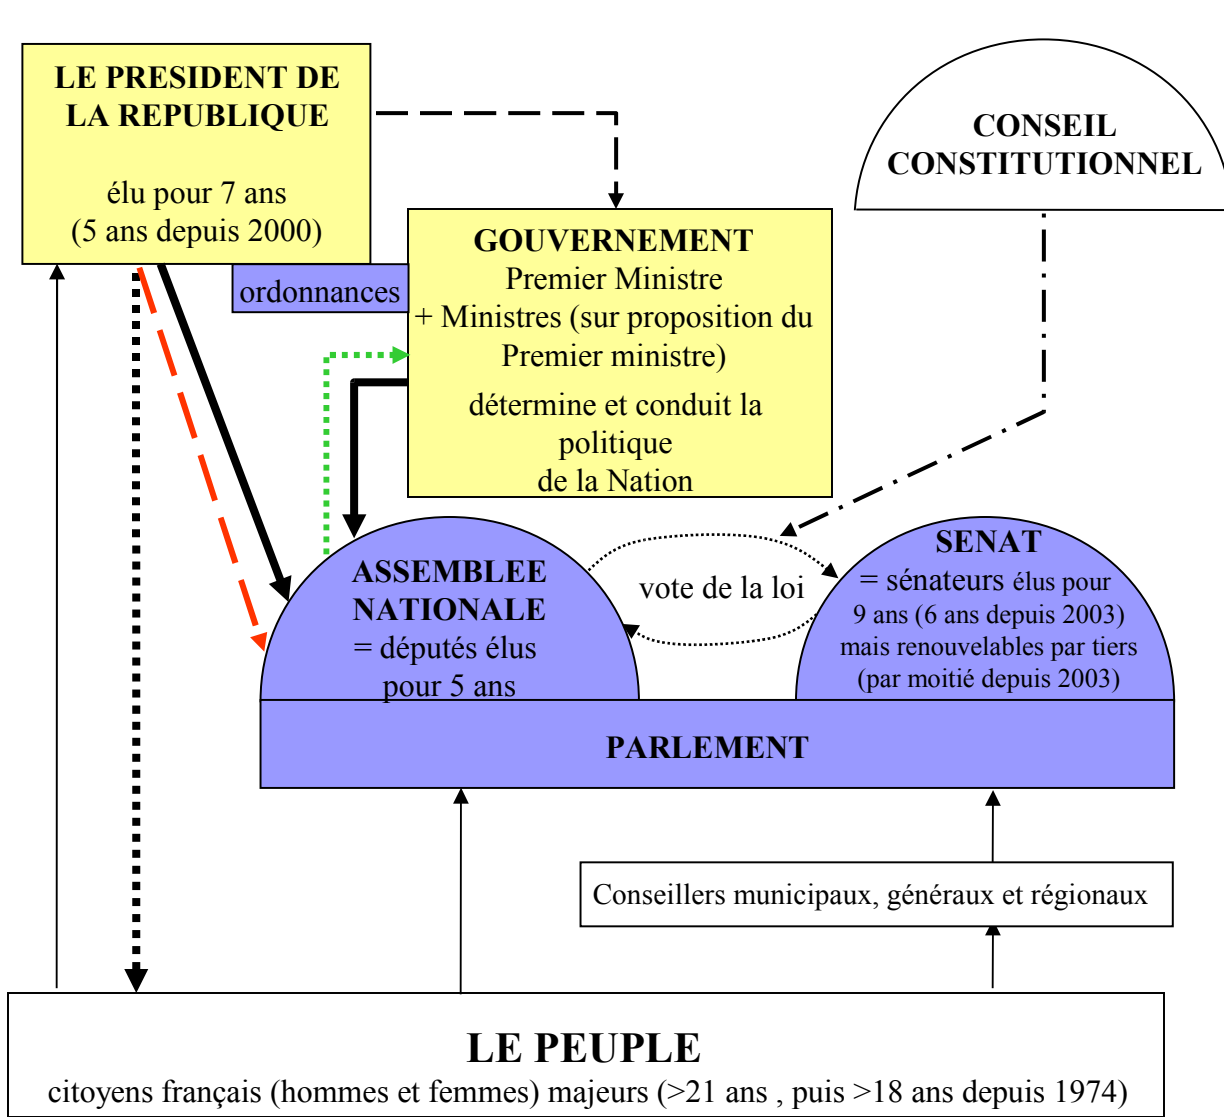 LE PRESIDENT DE
LA REPUBLIQUE
élu pour 7 ans
(5 ans depuis 2000)
CONSEIL
CONSTITUTIONNEL
GOUVERNEMENT
Premier Ministre
+ Ministres (sur proposition du
Premier ministre)
détermine et conduit la
politique
de la Nation
ordonnances
ASSEMBLEE
NATIONALE
= députés élus
pour 5 ans
vote de la loi
SENAT
= sénateurs élus pour
9 ans (6 ans depuis 2003)
mais renouvelables par tiers
(par moitié depuis 2003)
PARLEMENT
Conseillers municipaux, généraux et régionaux
LE PEUPLE
citoyens français (hommes et femmes) majeurs (>21 ans , puis >18 ans depuis 1974)